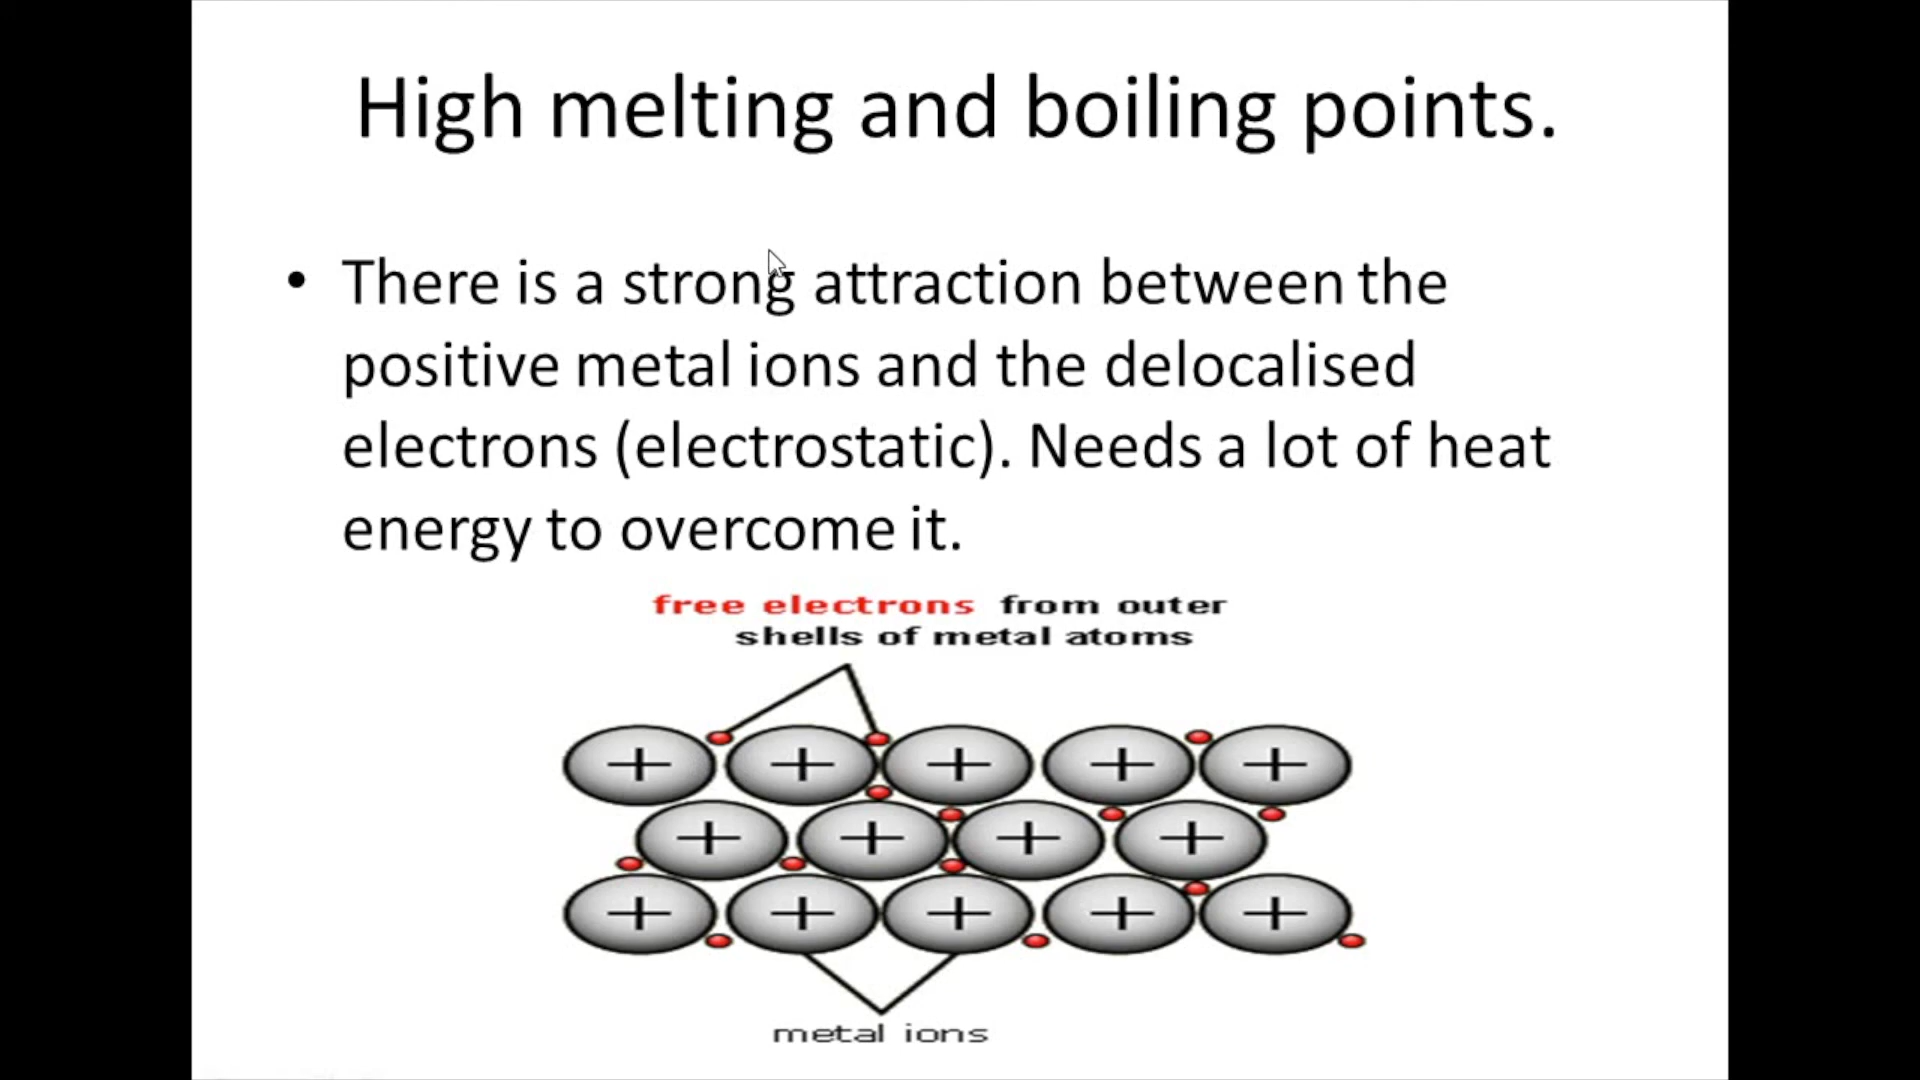 High melting and boiling points.
• There is a strong attraction between the
positive metal ions and the delocalised
electrons (electrostatic). Needs a lot of heat
energy to overcome it.
free electrons from outer
shells of metal atoms
+ + + + +
+ + + +
+ + + + +
metal ions